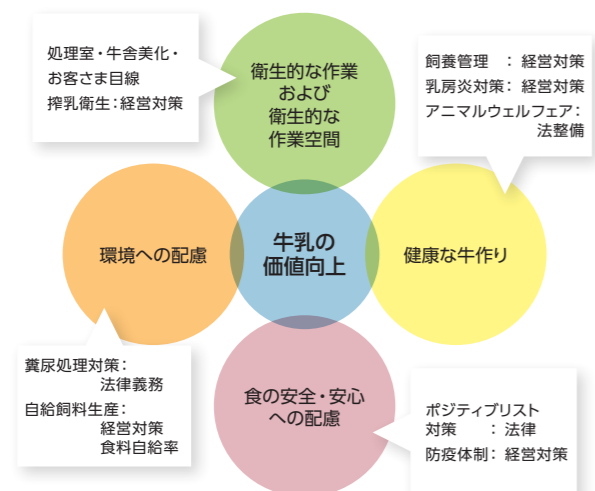 処理室・牛舎美化・
お客さま目線
搾乳衛生：経営対策
衛生的な作業
および
衛生的な
作業空間
飼養管理　：経営対策
乳房炎対策：経営対策
アニマルウェルフェア：
法整備
環境への配慮
牛乳の
価値向上
健康な牛作り
糞尿処理対策：
法律義務
自給飼料生産：
経営対策
食料自給率
食の安全・安心
への配慮
ポジティブリスト
対策　　：法律
防疫体制：経営対策